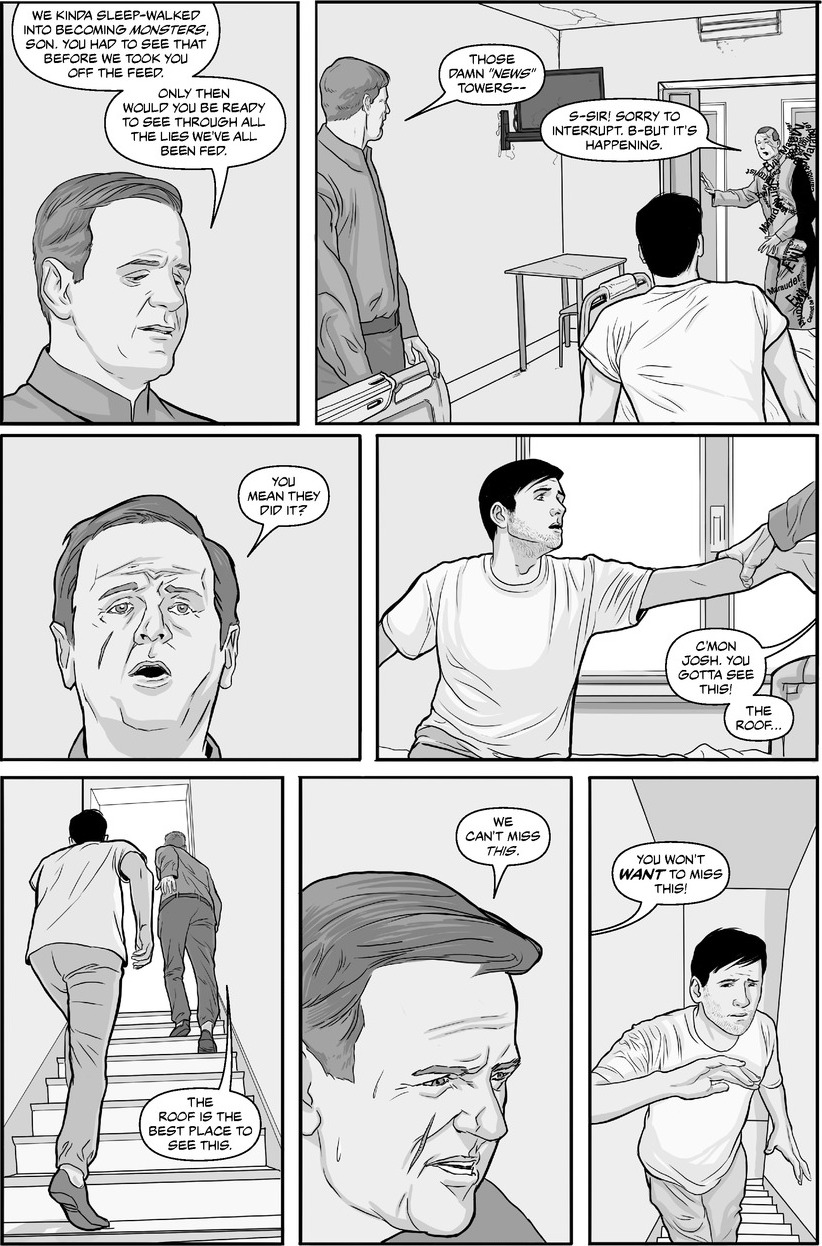 WE KINDA SLEEP-WALKED
INTO BECOMING MONSTERS,
SON. YOU HAD TO SEE THAT
BEFORE WE TOOK YOU
OFF THE FEED.
ONLY THEN
WOULD YOU BE READY
TO SEE THROUGH ALL
THE LIES WE'VE ALL
BEEN FED.
THOSE
DAMN "NEWS"
TOWERS--
S-SIR! SORRY TO
INTERRUPT. B-BUT IT'S
HAPPENING.
Marauder
YOU
MEAN THEY
DID IT?
C'MON
JOSH. YOU
GOTTA SEE
THIS!
THE
ROOF...
THE
ROOF IS THE
BEST PLACE TO
SEE THIS.
WE
CAN'T MISS
THIS.
YOU WON'T
WANT TO MISS
THIS!